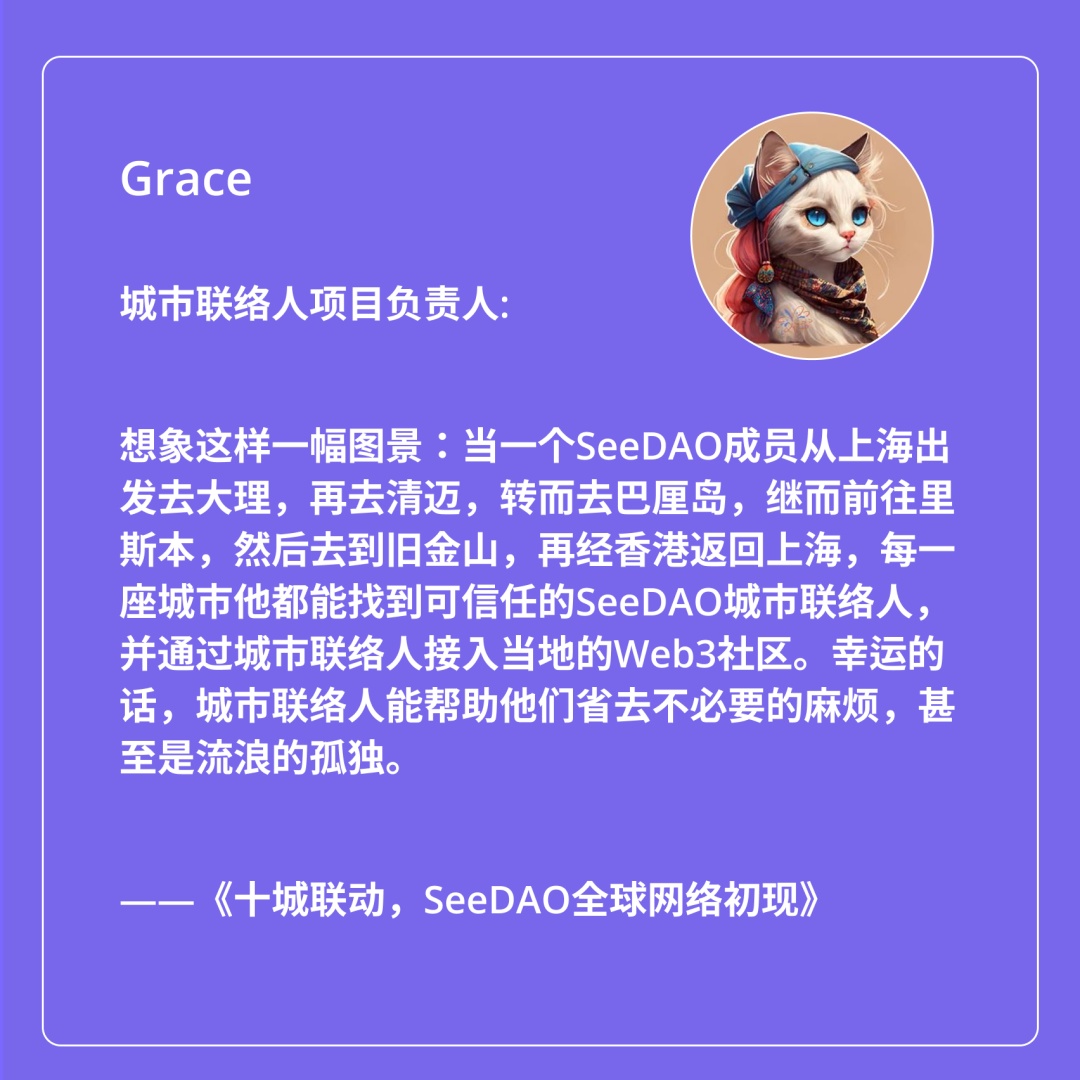 Grace
城市联络人项目负责人:
想象这样一幅图景：当一个SeeDAO成员从上海出
发去大理，再去清迈，转而去巴厘岛，继而前往里
斯本，然后去到旧金山，再经香港返回上海，每一
座城市他都能找到可信任的SeeDAO城市联络人，
并通过城市联络人接入当地的Web3社区。幸运的
话，城市联络人能帮助他们省去不必要的麻烦，甚
至是流浪的孤独。
——《十城联动，SeeDAO全球网络初现》